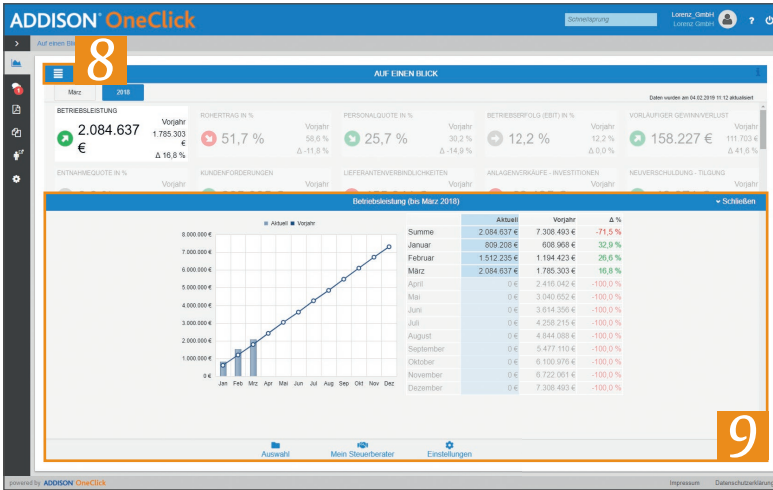 ADDISON OneClick
Schnellsprung
Lorenz_GmbH
Lorenz GmbH
?
Auf einen Bli
8
AUF EINEN BLICK
März 2018
Daten wurden am 04.02.2019 11:12 aktualisiert
BETRIEBSLEISTUNG
2.084.637 €
Vorjahr
1.785.303 €
Δ 16,8 %
ROHERTRAG IN %
51,7 %
Vorjahr
58,6 %
Δ -11,8 %
PERSONALQUOTE IN %
25,7 %
Vorjahr
30,2 %
Δ -14,9 %
BETRIEBSERFOLG (EBIT) IN %
12,2 %
Vorjahr
12,2 %
Δ 0,0 %
VORLÄUFIGER GEWINN/VERLUST
158.227 €
Vorjahr
111.703 €
Δ 41,6 %
ENTNAHMEQUOTE IN %
Vorjahr
KUNDENFORDERUNGEN
Vorjahr
LIEFERANTENVERBINDLICHKEITEN
Vorjahr
ANLAGENVERKÄUFE - INVESTITIONEN
Vorjahr
NEUVERSCHULDUNG - TILGUNG
Vorjahr
Betriebsleistung (bis März 2018)
Schließen
Aktuell Vorjahr
8.000.000 €
7.000.000 €
6.000.000 €
5.000.000 €
4.000.000 €
3.000.000 €
2.000.000 €
1.000.000 €
0 €
Jan Feb Mrz Apr Mai Jun Jul Aug Sep Okt Nov Dez
Aktuell Vorjahr Δ %
Summe 2.084.637 € 7.308.493 € -71,5 %
Januar 809.208 € 608.968 € 32,9 %
Februar 1.512.235 € 1.194.423 € 26,6 %
März 2.084.637 € 1.785.303 € 16,8 %
April 0 € 2.416.042 € -100,0 %
Mai 0 € 3.040.652 € -100,0 %
Juni 0 € 3.614.356 € -100,0 %
Juli 0 € 4.258.215 € -100,0 %
August 0 € 4.844.088 € -100,0 %
September 0 € 5.477.110 € -100,0 %
Oktober 0 € 6.100.976 € -100,0 %
November 0 € 6.722.061 € -100,0 %
Dezember 0 € 7.308.493 € -100,0 %
9
Auswahl
Mein Steuerberater
Einstellungen
powered by ADDISON OneClick
Impressum Datenschutzerklärung